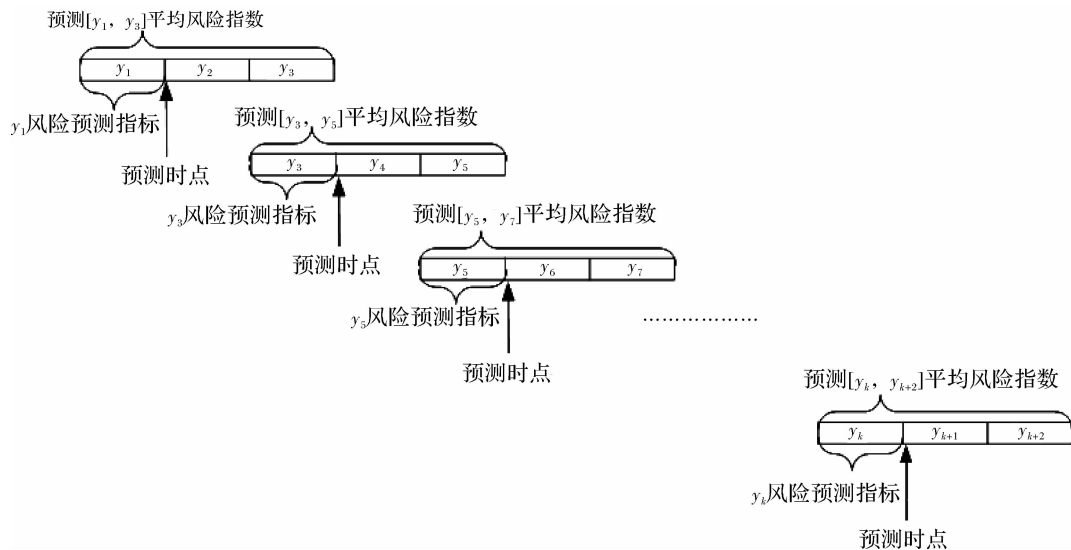 预测[y₁, y₃]平均风险指数
y₁ y₂ y₃
y₁风险预测指标
预测时点
预测[y₃, y₅]平均风险指数
y₃ y₄ y₅
y₃风险预测指标
预测时点
预测[y₅, y₇]平均风险指数
y₅ y₆ y₇
y₅风险预测指标
预测时点
………………
预测[yₖ, yₖ₊₂]平均风险指数
yₖ yₖ₊₁ yₖ₊₂
yₖ风险预测指标
预测时点